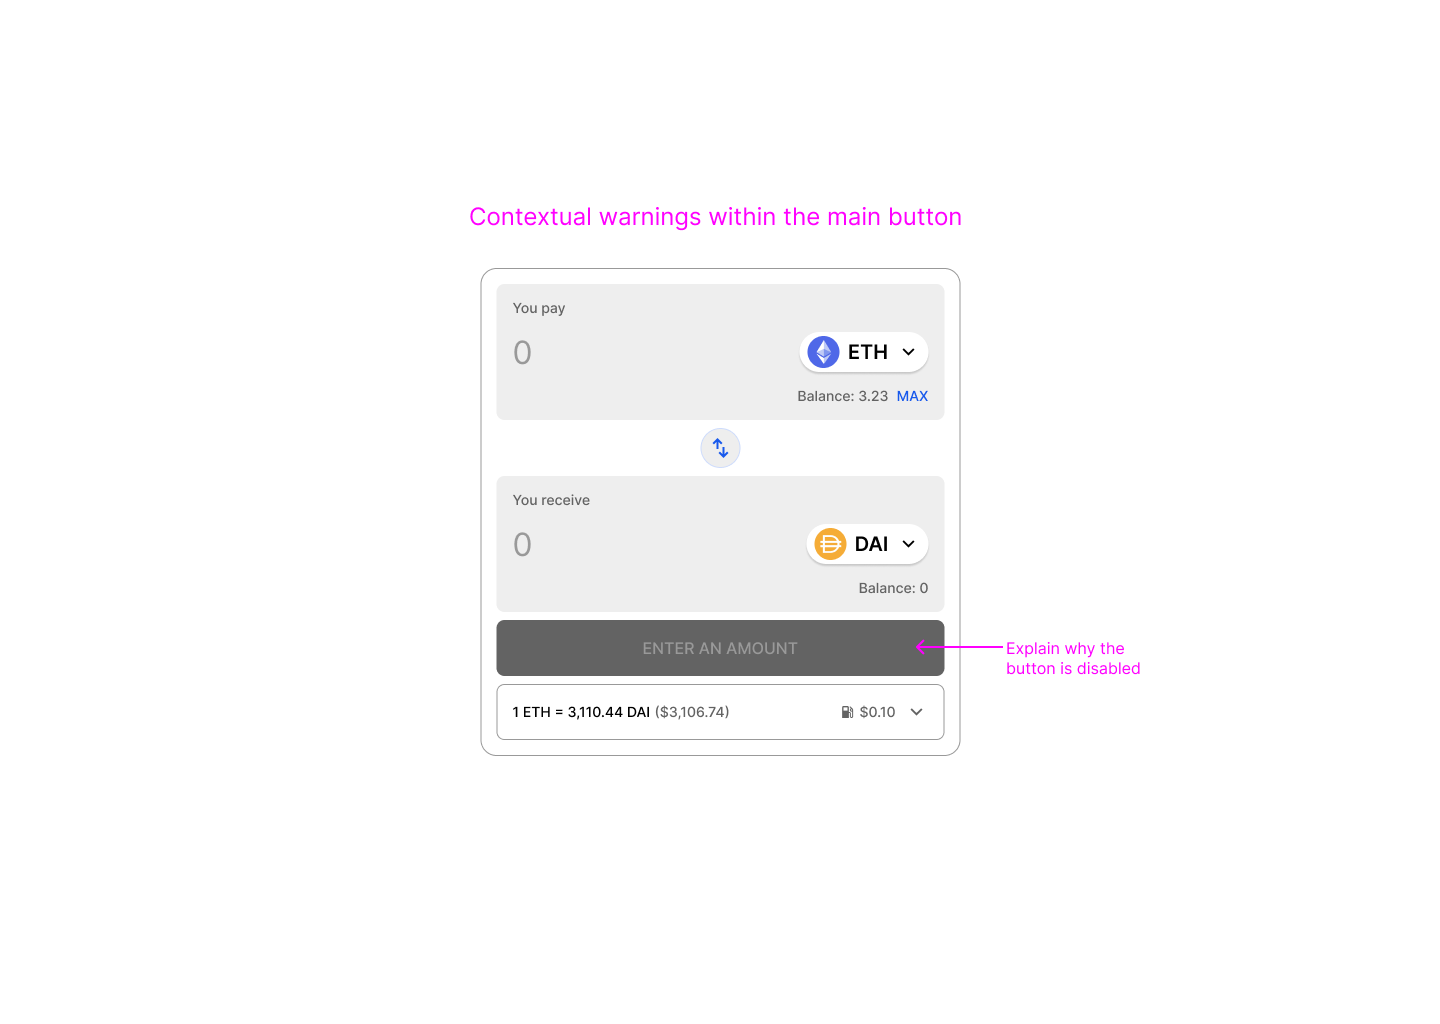 Contextual warnings within the main button
You pay
0
ETH
Balance: 3.23 MAX
You receive
0
DAI
Balance: 0
ENTER AN AMOUNT
Explain why the
button is disabled
1 ETH = 3,110.44 DAI ($3,106.74)
$0.10